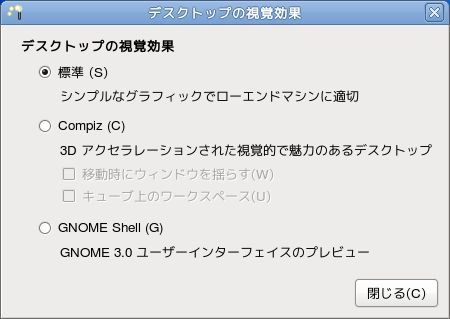 デスクトップの視覚効果
デスクトップの視覚効果
標準 (S)
シンプルなグラフィックでローエンドマシンに適切
Compiz (C)
3D アクセラレーションされた視覚的で魅力のあるデスクトップ
移動時にウィンドウを揺らす(W)
キューブ上のワークスペース(U)
GNOME Shell (G)
GNOME 3.0 ユーザーインターフェイスのプレビュー
閉じる(C)